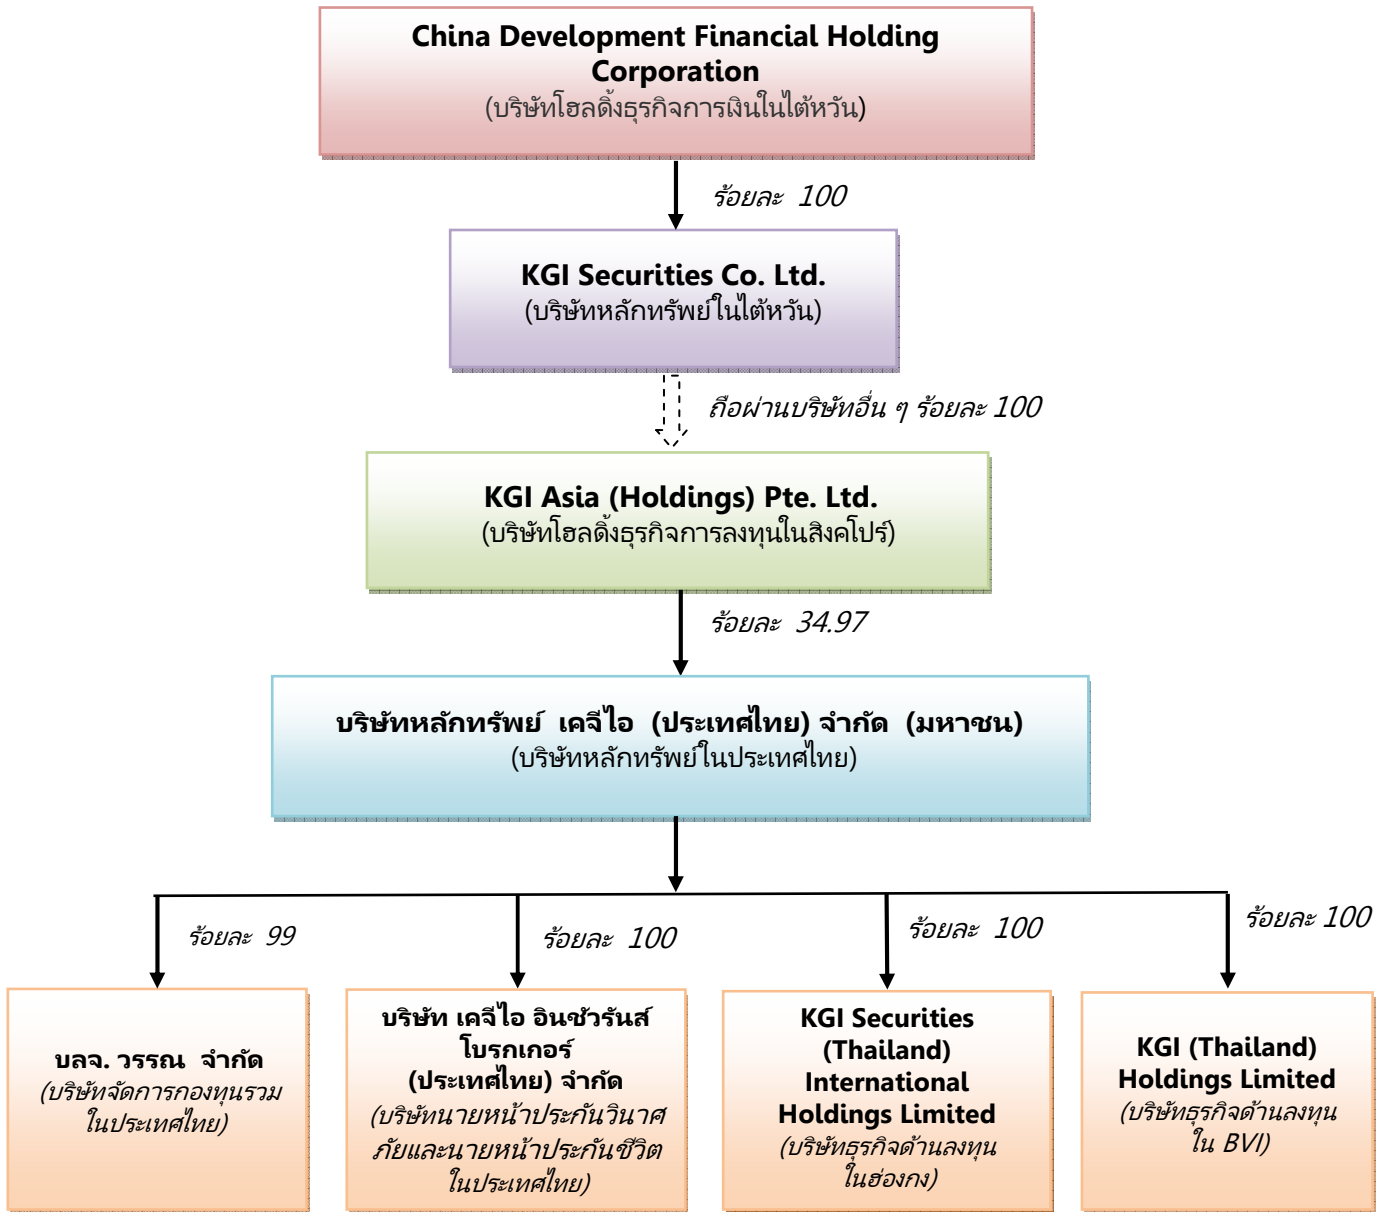 China Development Financial Holding
Corporation
(บริษัทโฮลดิ้งธุรกิจการเงินในไต้หวัน)
ร้อยละ 100
KGI Securities Co. Ltd.
(บริษัทหลักทรัพย์ในไต้หวัน)
ถือผ่านบริษัทอื่น ๆ ร้อยละ 100
KGI Asia (Holdings) Pte. Ltd.
(บริษัทโฮลดิ้งธุรกิจการลงทุนในสิงคโปร์)
ร้อยละ 34.97
บริษัทหลักทรัพย์ เคจีไอ (ประเทศไทย) จำกัด (มหาชน)
(บริษัทหลักทรัพย์ในประเทศไทย)
ร้อยละ 99
ร้อยละ 100
ร้อยละ 100
ร้อยละ 100
บลจ. วรรณ จำกัด
(บริษัทจัดการกองทุนรวม
ในประเทศไทย)
บริษัท เคจีไอ อินชัวรันส์
โบรกเกอร์
(ประเทศไทย) จำกัด
(บริษัทนายหน้าประกันวินาศ
ภัยและนายหน้าประกันชีวิต
ในประเทศไทย)
KGI Securities
(Thailand)
International
Holdings Limited
(บริษัทธุรกิจด้านลงทุน
ในฮ่องกง)
KGI (Thailand)
Holdings Limited
(บริษัทธุรกิจด้านลงทุน
ใน BVI)